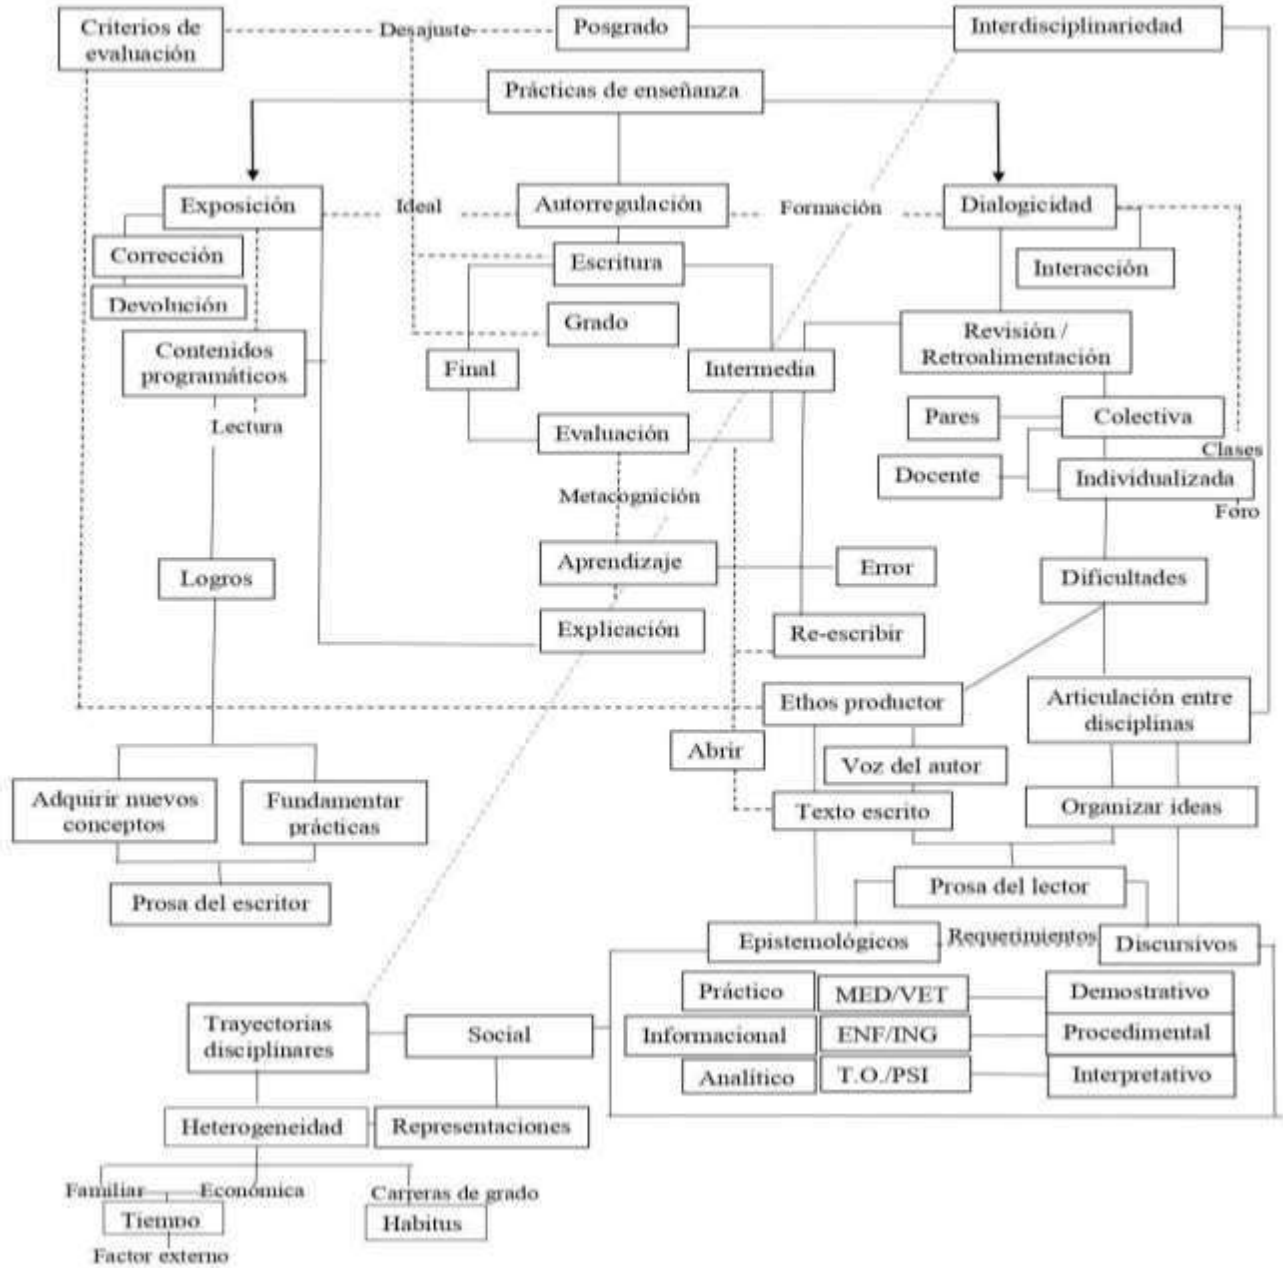 Criterios de
evaluación
Desajuste
Posgrado
Interdisciplinariedad
Prácticas de enseñanza
Exposición
Ideal
Autorregulación
Formación
Dialogicidad
Corrección
Escritura
Interacción
Devolución
Grado
Revisión /
Retroalimentación
Contenidos
programáticos
Final
Intermedia
Lectura
Evaluación
Pares
Colectiva
Clases
Metacognición
Docente
Individualizada
Foro
Logros
Aprendizaje
Error
Dificultades
Explicación
Re-escribir
Ethos productor
Articulación entre
disciplinas
Abrir
Voz del autor
Adquirir nuevos
conceptos
Fundamentar
prácticas
Texto escrito
Organizar ideas
Prosa del escritor
Prosa del lector
Epistemológicos
Requerimientos
Discursivos
Práctico
MED/VET
Demostrativo
Trayectorias
disciplinares
Social
Informacional
ENF/ING
Procedimental
Analítico
T.O./PSI
Interpretativo
Heterogeneidad
Representaciones
Familiar
Económica
Carreras de grado
Tiempo
Habitus
Factor externo